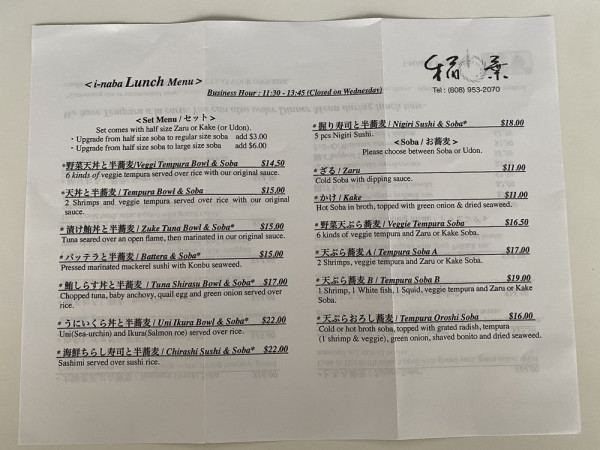 <i-naba Lunch Menu>
Business Hour : 11:30 - 13:45 (Closed on Wednesday)
Tel : (808) 953-2070
<Set Menu / セット>
Set comes with half size Zaru or Kake (or Udon).
・Upgrade from half size soba to regular size soba add $3.00
・Upgrade from half size soba to large size soba add $6.00
*野菜天丼と半蕎麦/Veggi Tempura Bowl & Soba $14.50
6 kinds of veggie tempura served over rice with our original sauce.
*天丼と半蕎麦 / Tempura Bowl & Soba $15.00
2 Shrimps and veggie tempura served over rice with our original
sauce.
*漬け鮪丼と半蕎麦 / Zuke Tuna Bowl & Soba* $15.00
Tuna seared over an open flame, then marinated in our original sauce.
*バッテラと半蕎麦 / Battera & Soba* $15.00
Pressed marinated mackerel sushi with Konbu seaweed.
*鮪しらす丼と半蕎麦 / Tuna Shirasu Bowl & Soba* $17.00
Chopped tuna, baby anchovy, quail egg and green onion served over
rice.
*うにいくら丼と半蕎麦 / Uni Ikura Bowl & Soba* $22.00
Uni(Sea-urchin) and Ikura(Salmon roe) served over rice.
*海鮮ちらし寿司と半蕎麦 / Chirashi Sushi & Soba* $22.00
Sashimi served over sushi rice.
*握り寿司と半蕎麦 / Nigiri Sushi & Soba* $18.00
5 pcs Nigiri Sushi.
<Soba / お蕎麦>
Please choose between Soba or Udon.
*ざる / Zaru $11.00
Cold Soba with dipping sauce.
*かけ / Kake $11.00
Hot Soba in broth, topped with green onion & dried seaweed.
*野菜天ぷら蕎麦 / Veggie Tempura Soba $16.50
6 kinds of veggie tempura and Zaru or Kake Soba.
*天ぷら蕎麦 A / Tempura Soba A $17.00
2 Shrimps, veggie tempura and Zaru or Kake Soba.
*天ぷら蕎麦 B / Tempura Soba B $19.00
1 Shrimp, 1 White fish, 1 Squid, veggie tempura and Zaru or Kake
Soba.
*天ぷらおろし蕎麦 / Tempura Oroshi Soba $16.00
Cold or hot broth soba, topped with grated radish, tempura
(1 shrimp & veggie), green onion, shaved bonito and dried seaweed.